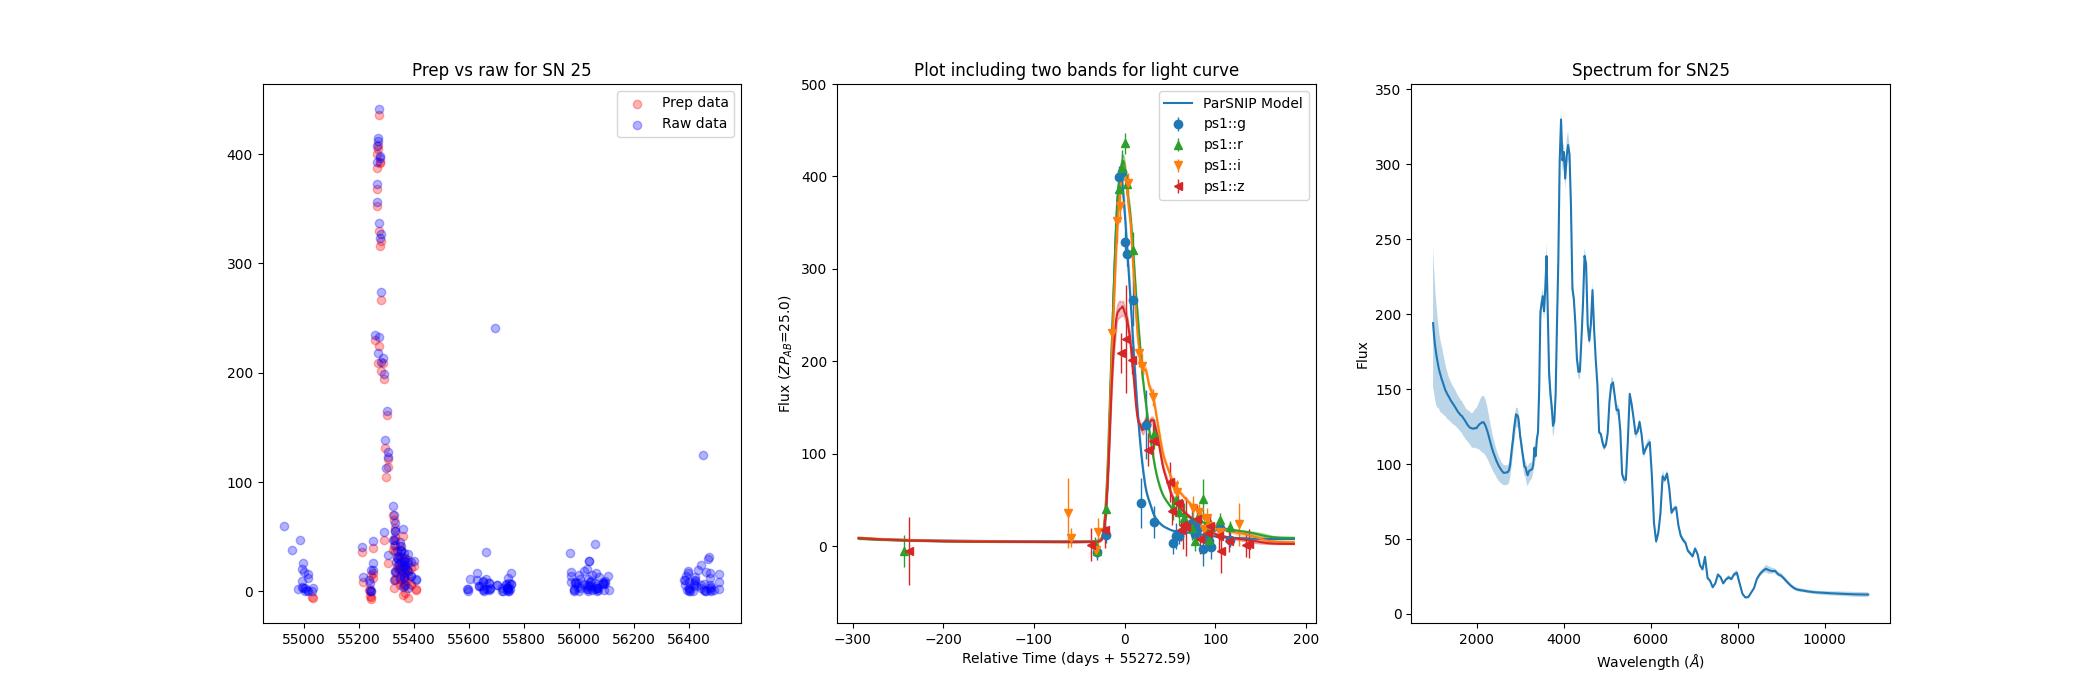 Prep vs raw for SN 25
Prep data
Raw data
400
300
200
100
0
55000 55200 55400 55600 55800 56000 56200 56400
Plot including two bands for light curve
ParSNIP Model
ps1::g
ps1::r
ps1::i
ps1::z
500
400
300
200
100
0
Flux (ZP_AB=25.0)
−300 −200 −100 0 100 200
Relative Time (days + 55272.59)
Spectrum for SN25
350
300
250
200
150
100
50
0
Flux
2000 4000 6000 8000 10000
Wavelength (Å)